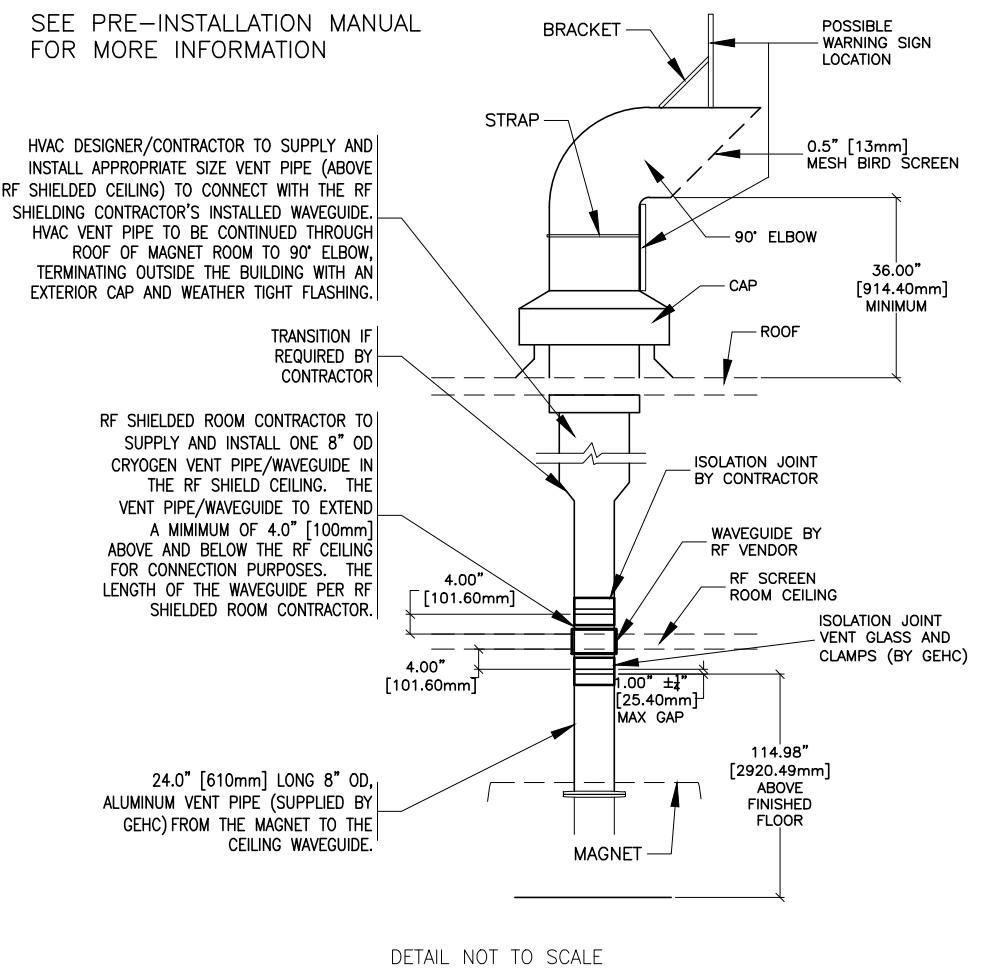 SEE PRE-INSTALLATION MANUAL
FOR MORE INFORMATION
BRACKET
POSSIBLE
WARNING SIGN
LOCATION
STRAP
0.5" [13mm]
MESH BIRD SCREEN
HVAC DESIGNER/CONTRACTOR TO SUPPLY AND
INSTALL APPROPRIATE SIZE VENT PIPE (ABOVE
RF SHIELDED CEILING) TO CONNECT WITH THE RF
SHIELDING CONTRACTOR'S INSTALLED WAVEGUIDE.
HVAC VENT PIPE TO BE CONTINUED THROUGH
ROOF OF MAGNET ROOM TO 90° ELBOW,
TERMINATING OUTSIDE THE BUILDING WITH AN
EXTERIOR CAP AND WEATHER TIGHT FLASHING.
90° ELBOW
36.00"
[914.40mm]
MINIMUM
CAP
ROOF
TRANSITION IF
REQUIRED BY
CONTRACTOR
RF SHIELDED ROOM CONTRACTOR TO
SUPPLY AND INSTALL ONE 8" OD
CRYOGEN VENT PIPE/WAVEGUIDE IN
THE RF SHIELD CEILING. THE
VENT PIPE/WAVEGUIDE TO EXTEND
A MIMIMUM OF 4.0" [100mm]
ABOVE AND BELOW THE RF CEILING
FOR CONNECTION PURPOSES. THE
LENGTH OF THE WAVEGUIDE PER RF
SHIELDED ROOM CONTRACTOR.
ISOLATION JOINT
BY CONTRACTOR
WAVEGUIDE BY
RF VENDOR
RF SCREEN
ROOM CEILING
4.00"
[101.60mm]
ISOLATION JOINT
VENT GLASS AND
CLAMPS (BY GEHC)
4.00"
[101.60mm]
1.00" ±1/4"
[25.40mm]
MAX GAP
114.98"
[2920.49mm]
ABOVE
FINISHED
FLOOR
24.0" [610mm] LONG 8" OD,
ALUMINUM VENT PIPE (SUPPLIED BY
GEHC) FROM THE MAGNET TO THE
CEILING WAVEGUIDE.
MAGNET
DETAIL NOT TO SCALE